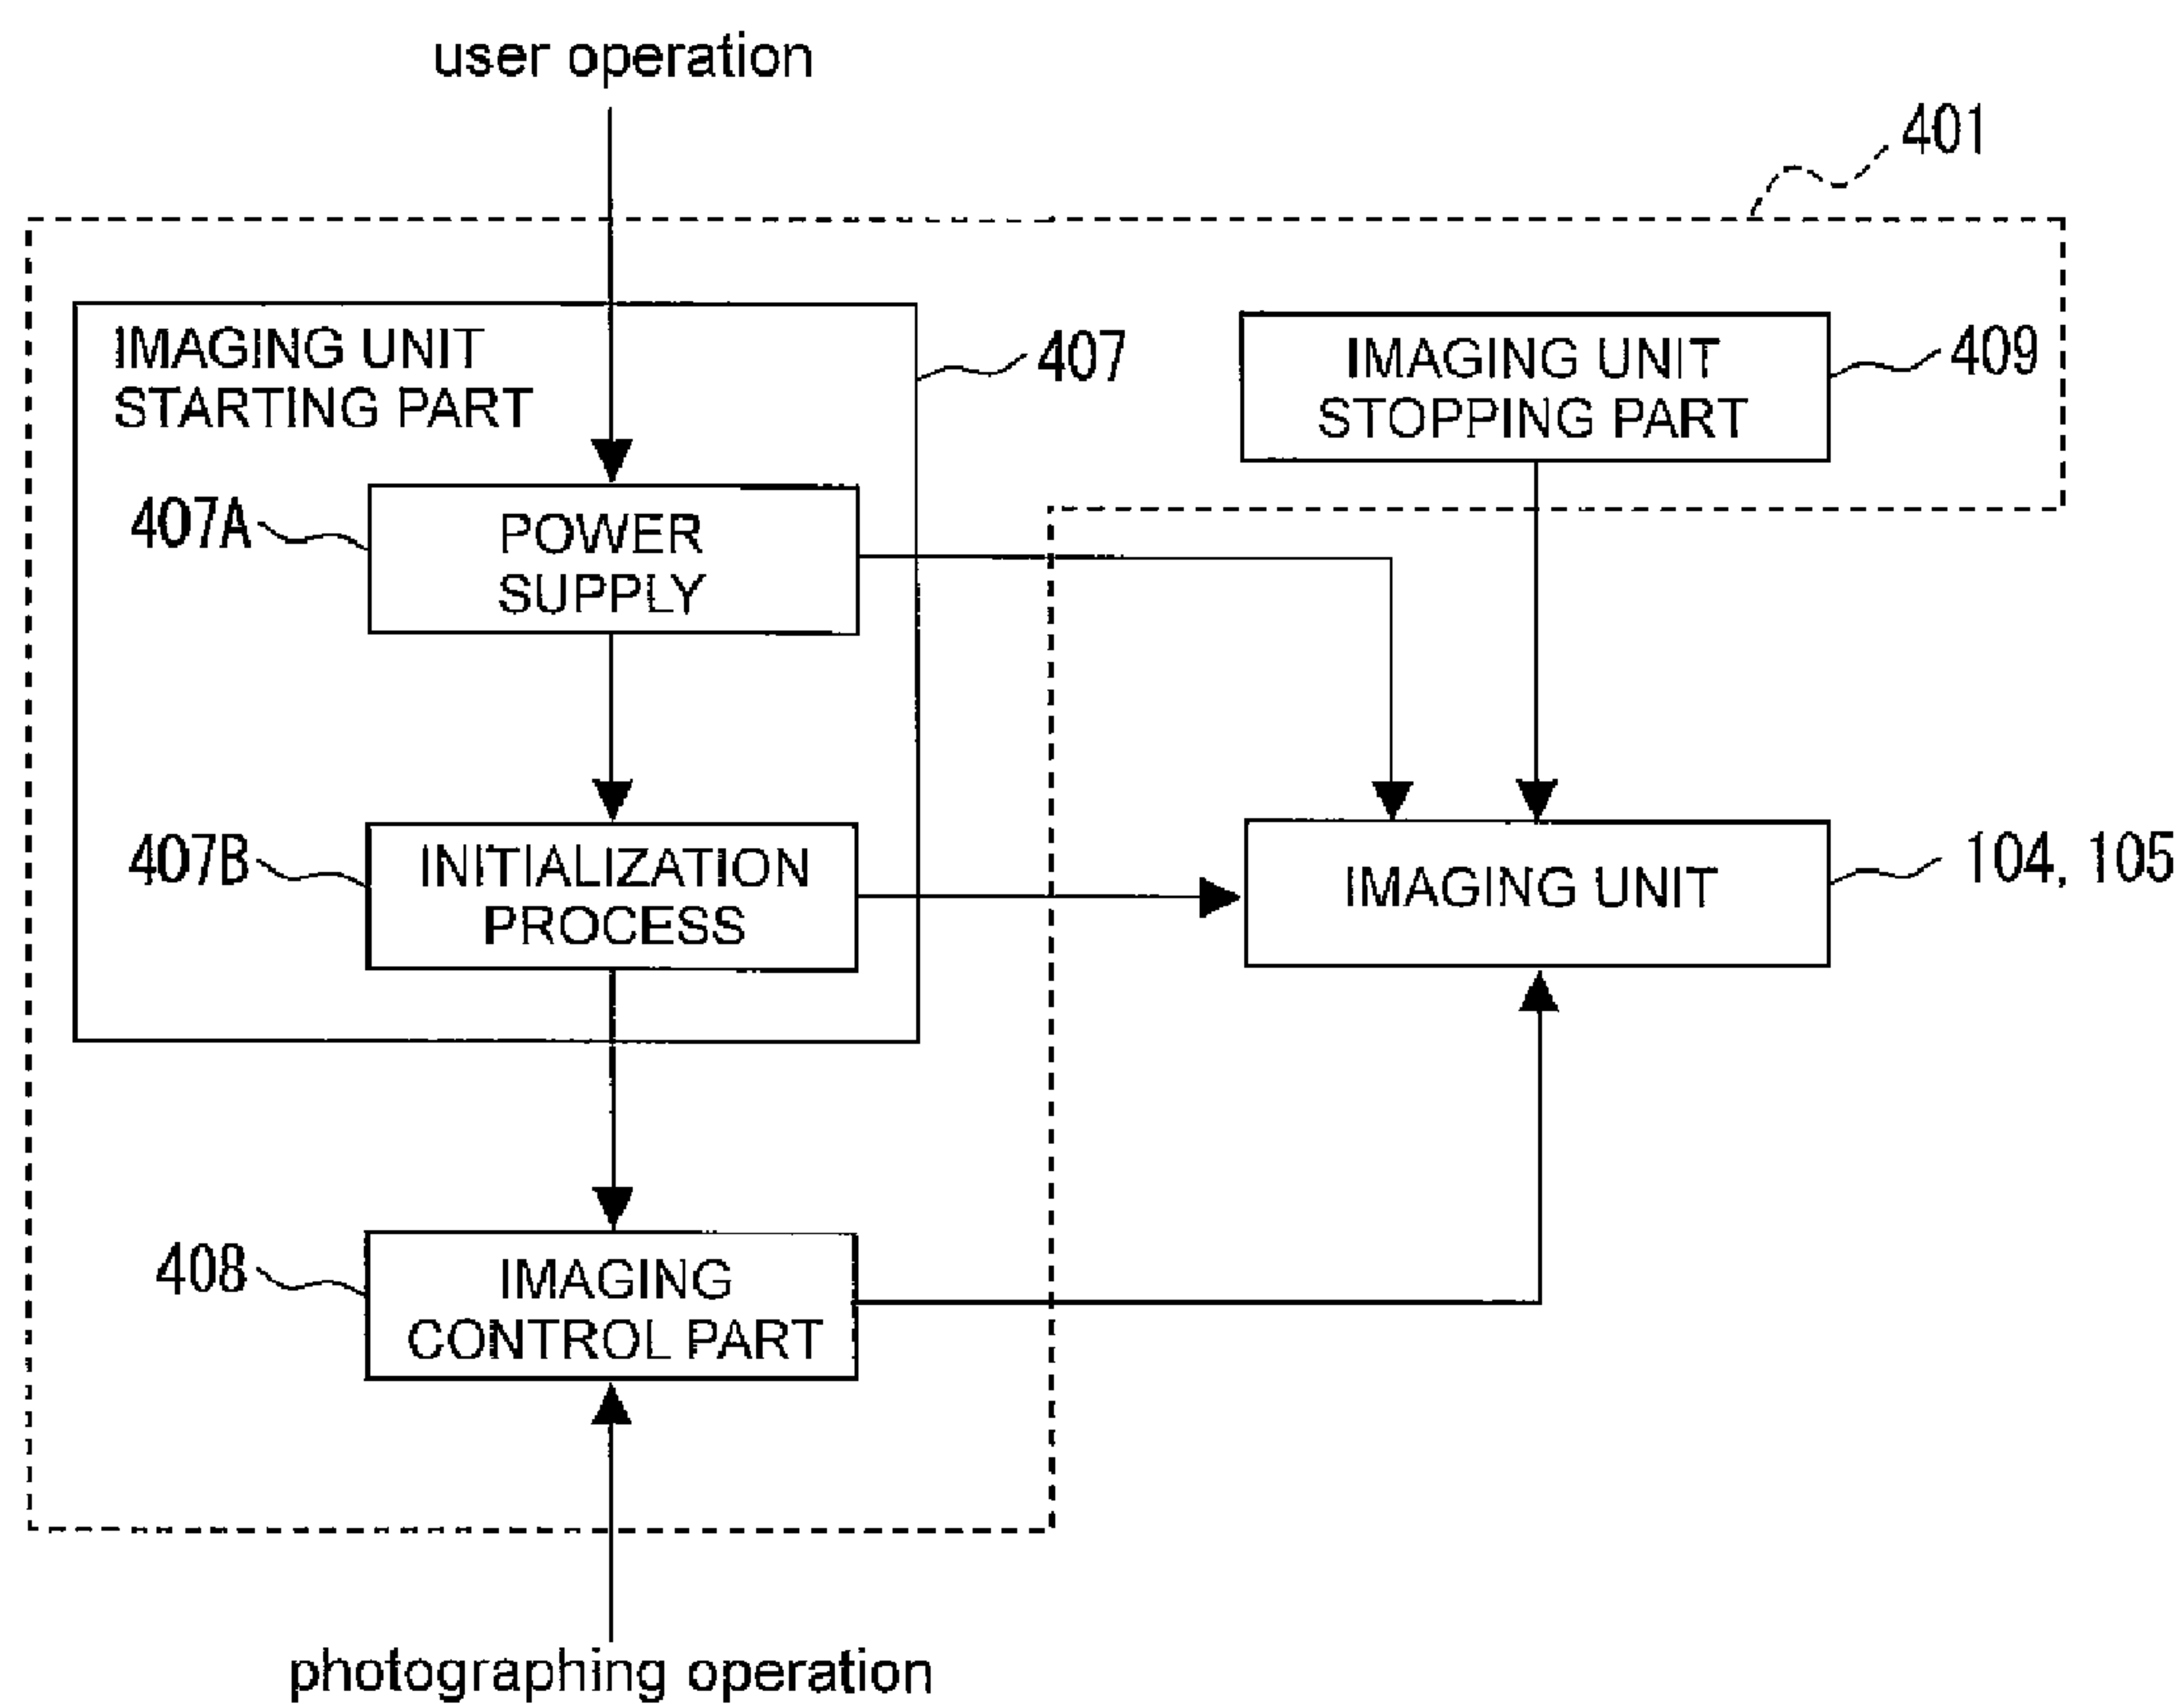 user operation
401
IMAGING UNIT
STARTING PART
407
IMAGING UNIT
STOPPING PART
409
407A
POWER
SUPPLY
407B
INITIALIZATION
PROCESS
IMAGING UNIT
104, 105
408
IMAGING
CONTROL PART
photographing operation